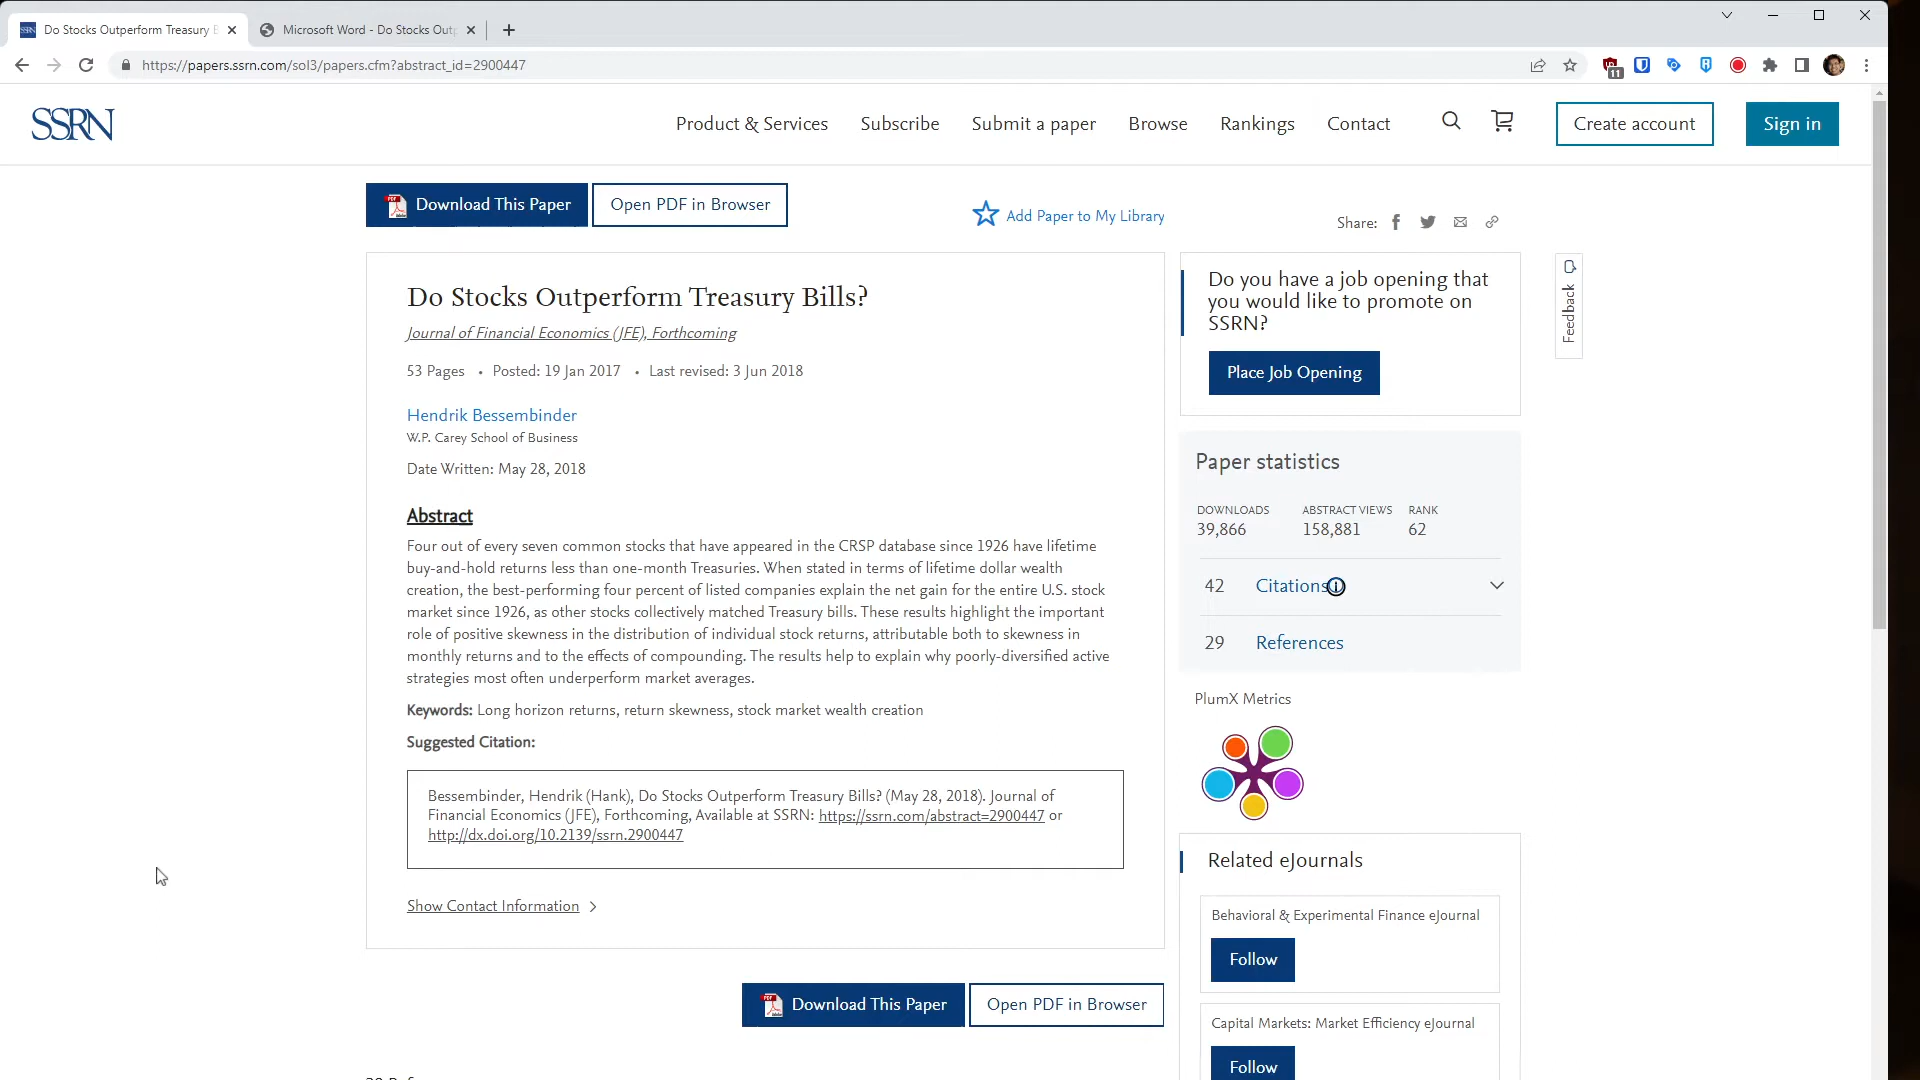 Do Stocks Outperform Treasury B
Microsoft Word - Do Stocks Outp
https://papers.ssrn.com/sol3/papers.cfm?abstract_id=2900447
11
SSRN
Product & Services
Subscribe
Submit a paper
Browse
Rankings
Contact
Create account
Sign in
Download This Paper
Open PDF in Browser
Add Paper to My Library
Share:
Do Stocks Outperform Treasury Bills?
Journal of Financial Economics (JFE), Forthcoming
53 Pages • Posted: 19 Jan 2017 • Last revised: 3 Jun 2018
Hendrik Bessembinder
W.P. Carey School of Business
Date Written: May 28, 2018
Abstract
Four out of every seven common stocks that have appeared in the CRSP database since 1926 have lifetime
buy-and-hold returns less than one-month Treasuries. When stated in terms of lifetime dollar wealth
creation, the best-performing four percent of listed companies explain the net gain for the entire U.S. stock
market since 1926, as other stocks collectively matched Treasury bills. These results highlight the important
role of positive skewness in the distribution of individual stock returns, attributable both to skewness in
monthly returns and to the effects of compounding. The results help to explain why poorly-diversified active
strategies most often underperform market averages.
Keywords: Long horizon returns, return skewness, stock market wealth creation
Suggested Citation:
Bessembinder, Hendrik (Hank), Do Stocks Outperform Treasury Bills? (May 28, 2018). Journal of
Financial Economics (JFE), Forthcoming, Available at SSRN: https://ssrn.com/abstract=2900447 or
http://dx.doi.org/10.2139/ssrn.2900447
Show Contact Information
Download This Paper
Open PDF in Browser
Do you have a job opening that
you would like to promote on
SSRN?
Place Job Opening
Feedback
Paper statistics
DOWNLOADS
39,866
ABSTRACT VIEWS
158,881
RANK
62
42 Citations
29 References
PlumX Metrics
Related eJournals
Behavioral & Experimental Finance eJournal
Follow
Capital Markets: Market Efficiency eJournal
Follow